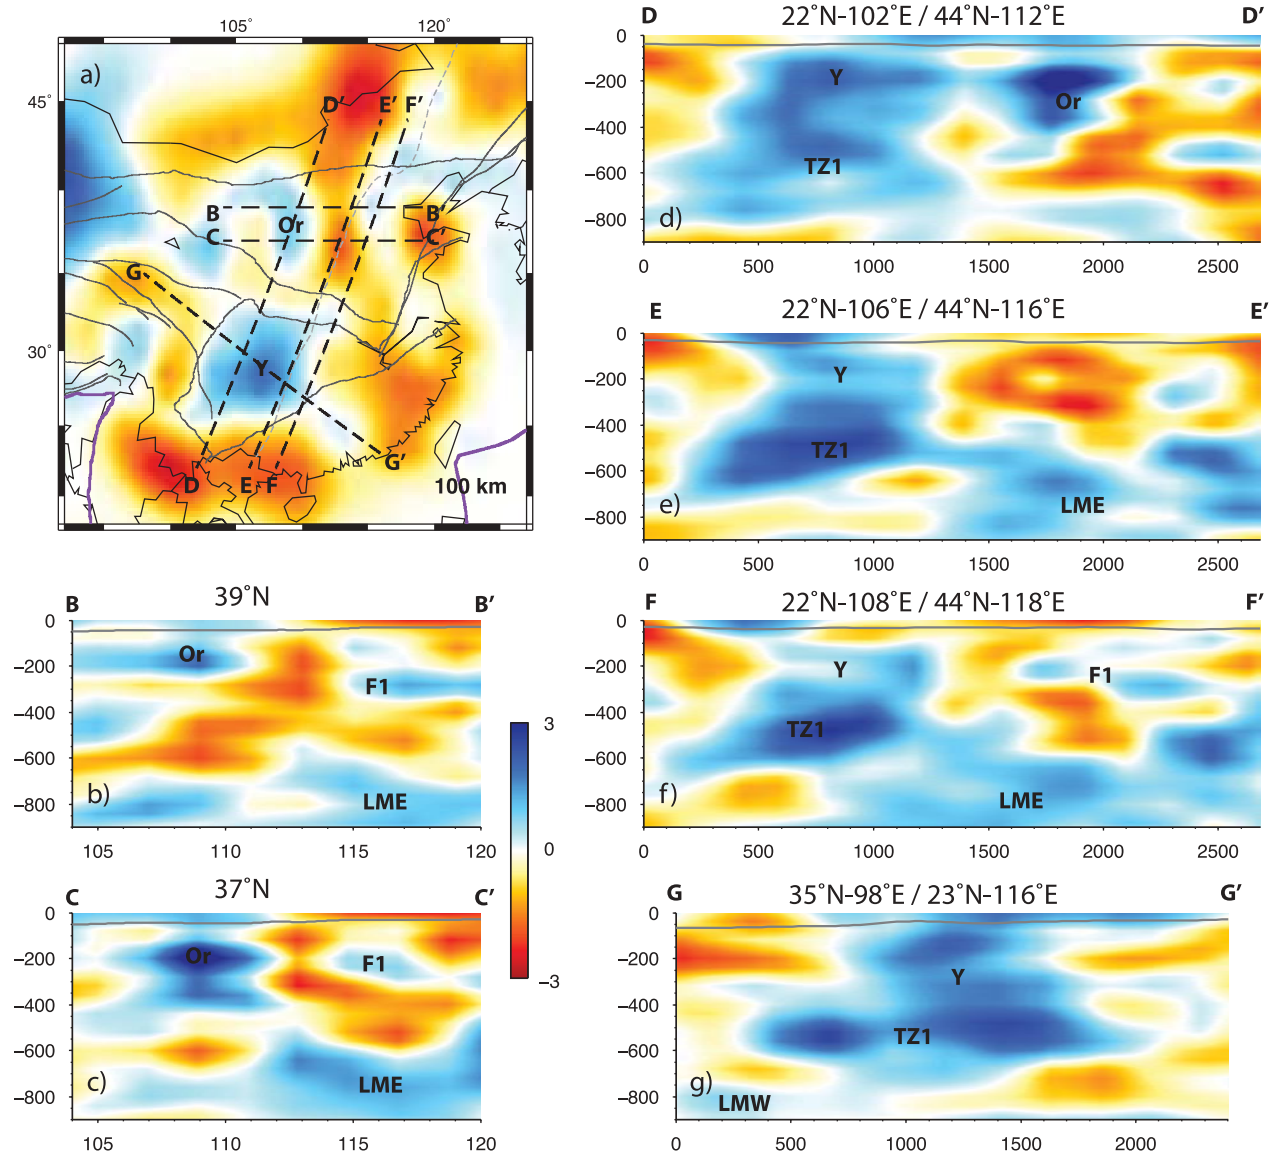 105˚ 120˚
a)
45˚
D′ E′ F′
B B′
Or
C C′
G
30˚
Y
D E F
G′
100 km
B 39˚N B′
0
−200
−400
−600
−800
Or
F1
b)
LME
105 110 115 120
3
0
−3
C 37˚N C′
0
−200
−400
−600
−800
Or
F1
c)
LME
105 110 115 120
D 22˚N-102˚E / 44˚N-112˚E D′
0
−200
−400
−600
−800
Y
Or
TZ1
d)
0 500 1000 1500 2000 2500
E 22˚N-106˚E / 44˚N-116˚E E′
0
−200
−400
−600
−800
Y
TZ1
e)
LME
0 500 1000 1500 2000 2500
F 22˚N-108˚E / 44˚N-118˚E F′
0
−200
−400
−600
−800
Y
F1
TZ1
f)
LME
0 500 1000 1500 2000 2500
G 35˚N-98˚E / 23˚N-116˚E G′
0
−200
−400
−600
−800
Y
TZ1
g)
LMW
0 500 1000 1500 2000